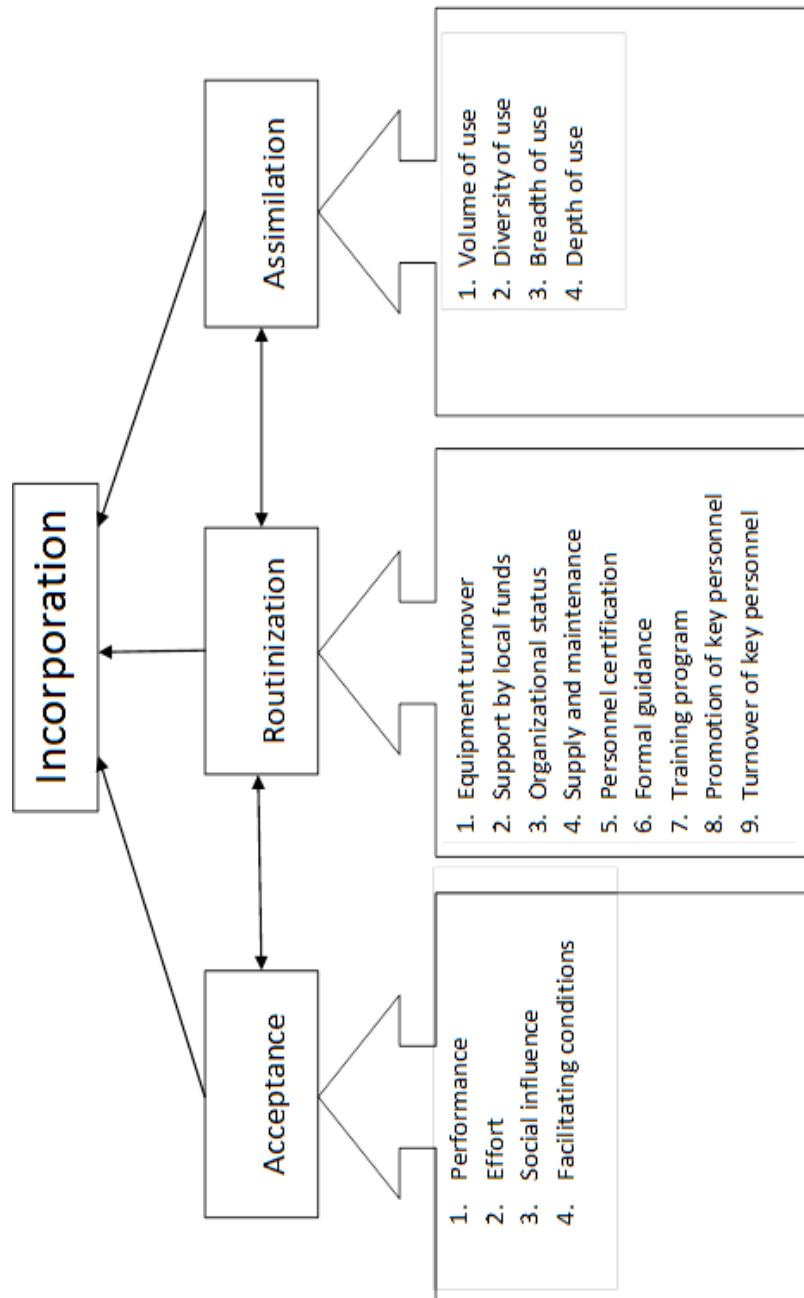 Incorporation
Acceptance
Routinization
Assimilation
1. Performance
2. Effort
3. Social influence
4. Facilitating conditions
1. Equipment turnover
2. Support by local funds
3. Organizational status
4. Supply and maintenance
5. Personnel certification
6. Formal guidance
7. Training program
8. Promotion of key personnel
9. Turnover of key personnel
1. Volume of use
2. Diversity of use
3. Breadth of use
4. Depth of use